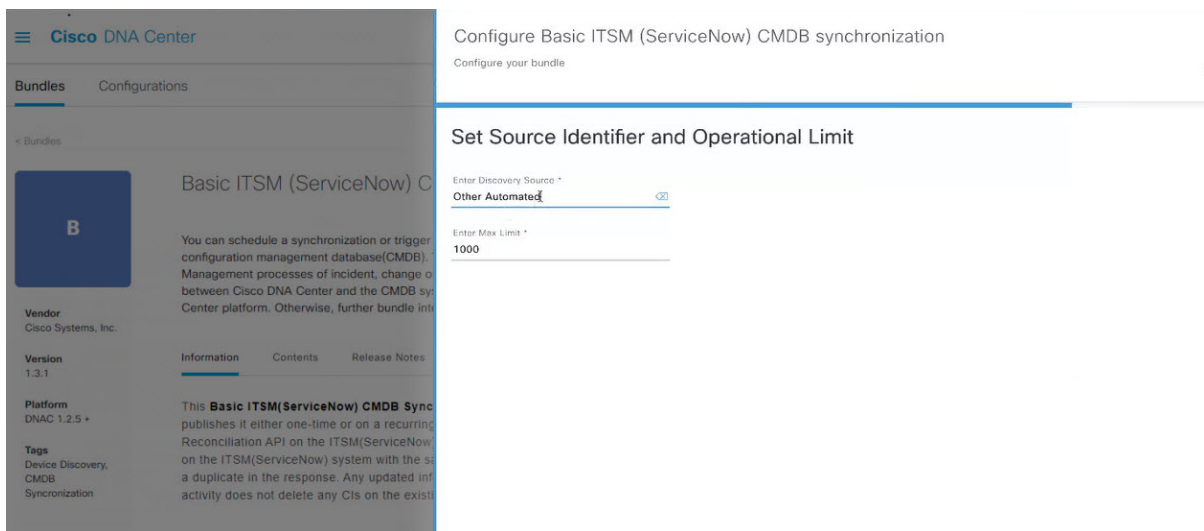 Cisco DNA Center
Bundles Configurations
< Bundles
B
Vendor
Cisco Systems, Inc.
Version
1.3.1
Platform
DNAC 1.2.5 +
Tags
Device Discovery,
CMDB
Syncronization
Basic ITSM (ServiceNow) C
You can schedule a synchronization or trigger
configuration management database(CMDB).
Management processes of incident, change o
between Cisco DNA Center and the CMDB sy
Center platform. Otherwise, further bundle int
Information Contents Release Notes
This Basic ITSM(ServiceNow) CMDB Sync
publishes it either one-time or on a recurring
Reconciliation API on the ITSM(ServiceNow
on the ITSM(ServiceNow) system with the sa
a duplicate in the response. Any updated inf
activity does not delete any CIs on the existi
Configure Basic ITSM (ServiceNow) CMDB synchronization
Configure your bundle
Set Source Identifier and Operational Limit
Enter Discovery Source *
Other Automated
Enter Max Limit *
1000